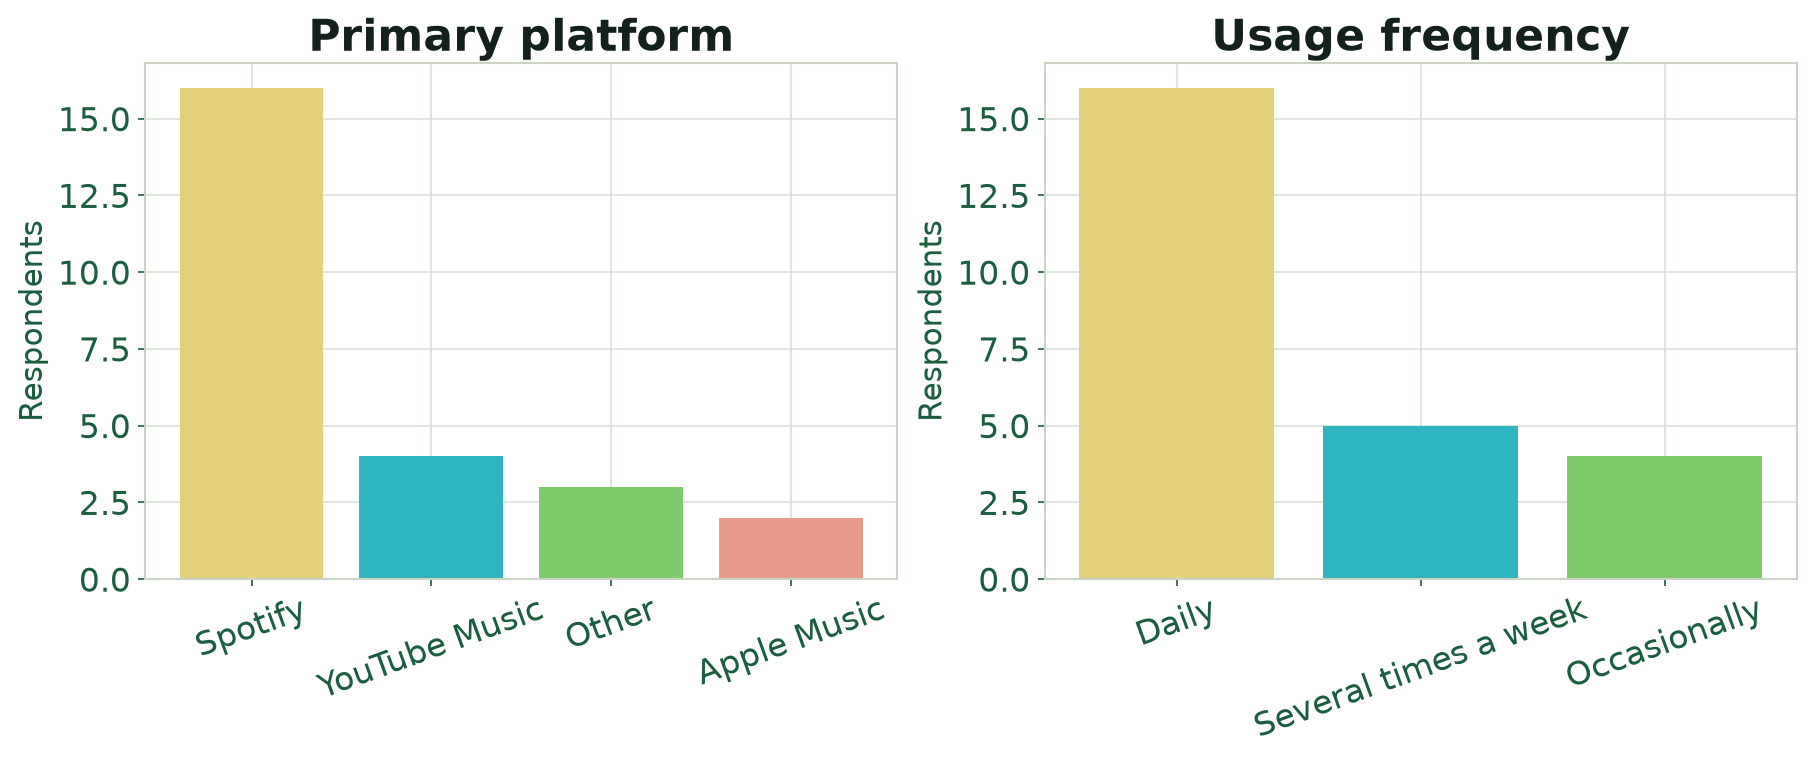 Primary platform
Respondents
15.0
12.5
10.0
7.5
5.0
2.5
0.0
Spotify
YouTube Music
Other
Apple Music
Usage frequency
Respondents
15.0
12.5
10.0
7.5
5.0
2.5
0.0
Daily
Several times a week
Occasionally